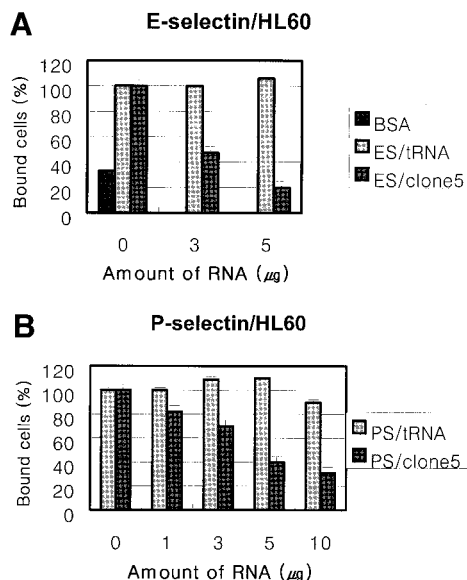 A
E-selectin/HL60
Bound cells (%)
120
100
80
60
40
20
0
0 3 5
Amount of RNA (㎍)
BSA
ES/tRNA
ES/clone5
B
P-selectin/HL60
Bound cells (%)
120
100
80
60
40
20
0
0 1 3 5 10
Amount of RNA (㎍)
PS/tRNA
PS/clone5